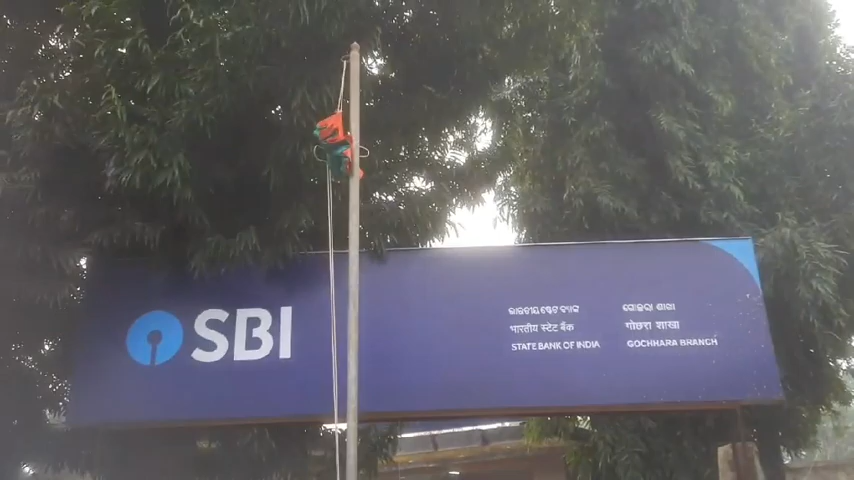 SBI
ଭାରତୀୟ ଷ୍ଟେଟ ବ୍ୟାଙ୍କ
भारतीय स्टेट बैंक
STATE BANK OF INDIA
ଗୋଛରା ଶାଖା
गोछरा शाखा
GOCHHARA BRANCH